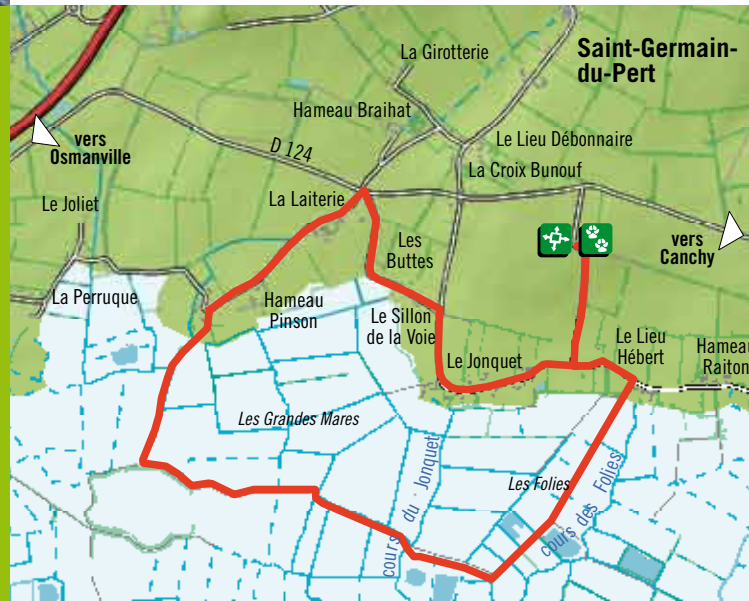 Saint-Germain-
du-Pert
La Girotterie
Hameau Braihat
vers
Osmanville
D 124
Le Lieu Débonnaire
La Croix Bunouf
La Laiterie
Le Joliet
Les
Buttes
vers
Canchy
La Perruque
Hameau
Pinson
Le Sillon
de la Voie
Le Jonquet
Le Lieu
Hébert
Hameau
Raiton
Les Grandes Mares
cours du Jonquet
Les Folies
cours des Folies